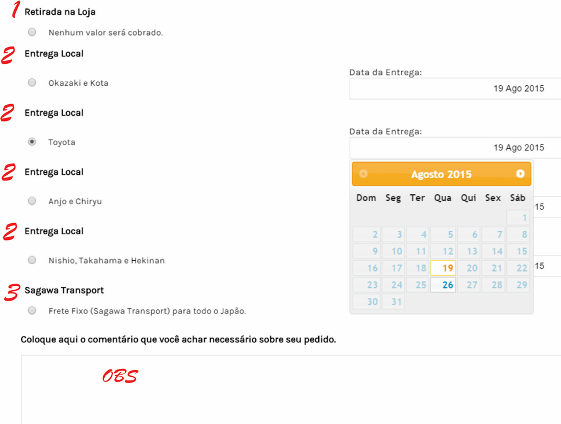 1 Retirada na Loja
Nenhum valor será cobrado.
2 Entrega Local
Okazaki e Kota
Data da Entrega:
19 Ago 2015
2 Entrega Local
Toyota
Data da Entrega:
19 Ago 2015
Agosto 2015
Dom Seg Ter Qua Qui Sex Sáb
1
2 3 4 5 6 7 8
9 10 11 12 13 14 15
16 17 18 19 20 21 22
23 24 25 26 27 28 29
30 31
2 Entrega Local
Anjo e Chiryu
15
2 Entrega Local
Nishio, Takahama e Hekinan
15
3 Sagawa Transport
Frete Fixo (Sagawa Transport) para todo o Japão.
Coloque aqui o comentário que você achar necessário sobre seu pedido.
OBS